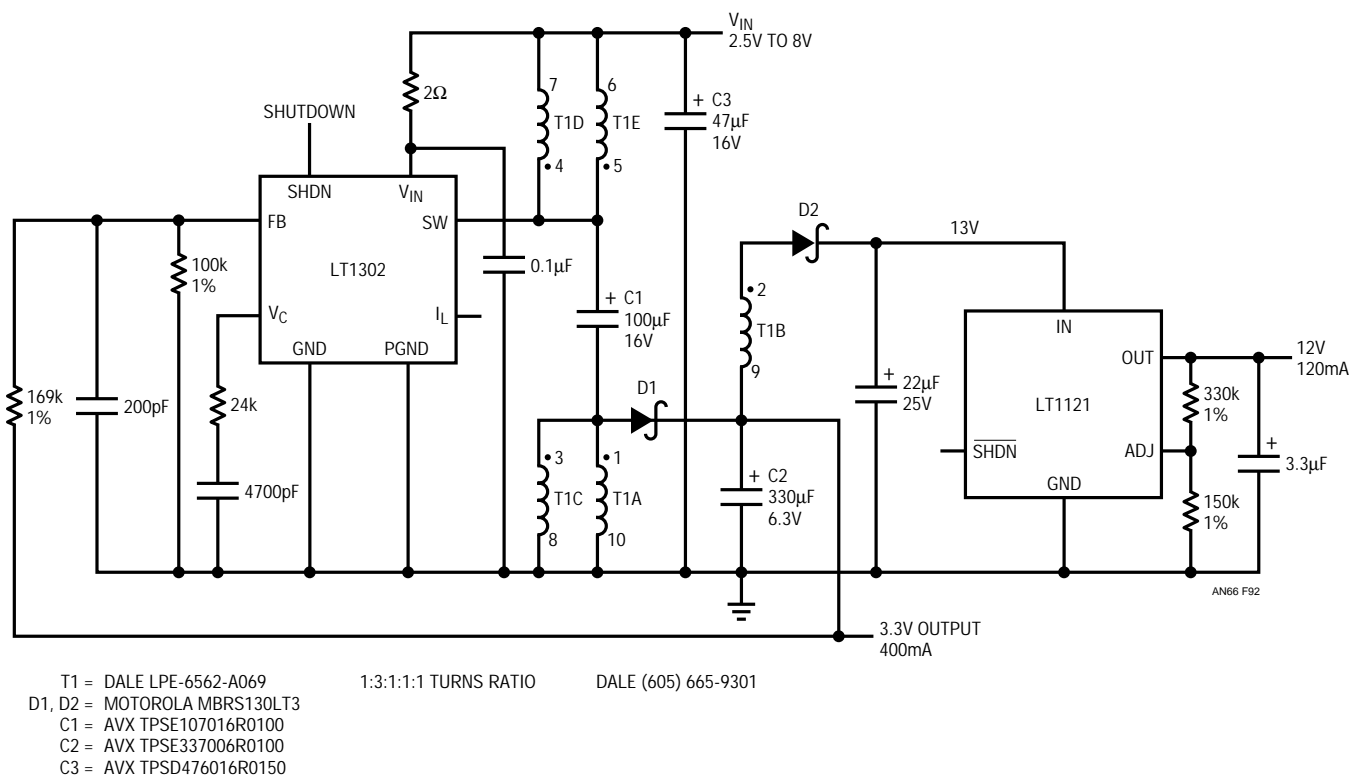 V_IN
2.5V TO 8V
2Ω
7
T1D
• 4
6
T1E
• 5
+ C3
47µF
16V
SHUTDOWN
SHDN
V_IN
FB
SW
LT1302
V_C
I_L
GND
PGND
100k
1%
0.1µF
+ C1
100µF
16V
D2
13V
• 2
T1B
9
IN
OUT
LT1121
SHDN
ADJ
GND
12V
120mA
330k
1%
150k
1%
+
3.3µF
+
22µF
25V
169k
1%
200pF
24k
4700pF
D1
• 3
T1C
8
• 1
T1A
10
+ C2
330µF
6.3V
AN66 F92
3.3V OUTPUT
400mA
T1 = DALE LPE-6562-A069 1:3:1:1:1 TURNS RATIO DALE (605) 665-9301
D1, D2 = MOTOROLA MBRS130LT3
C1 = AVX TPSE107016R0100
C2 = AVX TPSE337006R0100
C3 = AVX TPSD476016R0150